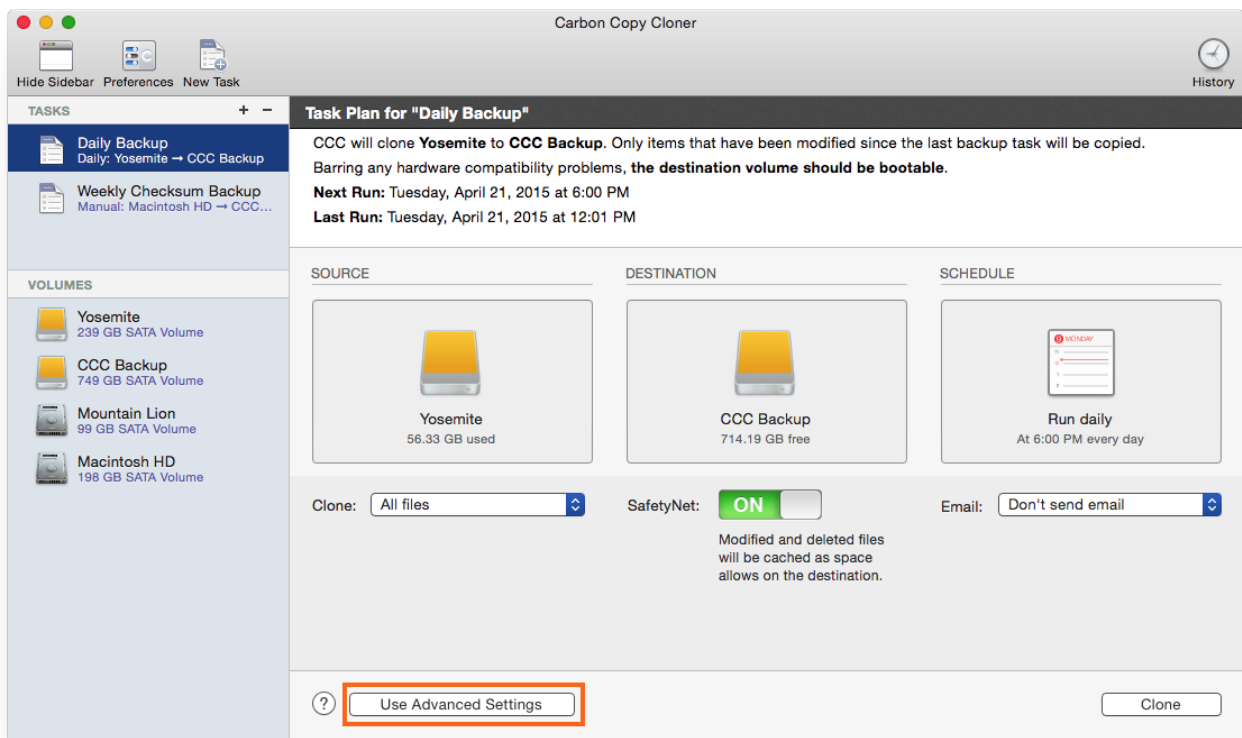 Carbon Copy Cloner
Hide Sidebar Preferences New Task
History
TASKS + −
Daily Backup
Daily: Yosemite → CCC Backup
Weekly Checksum Backup
Manual: Macintosh HD → CCC...
VOLUMES
Yosemite
239 GB SATA Volume
CCC Backup
749 GB SATA Volume
Mountain Lion
99 GB SATA Volume
Macintosh HD
198 GB SATA Volume
Task Plan for "Daily Backup"
CCC will clone Yosemite to CCC Backup. Only items that have been modified since the last backup task will be copied.
Barring any hardware compatibility problems, the destination volume should be bootable.
Next Run: Tuesday, April 21, 2015 at 6:00 PM
Last Run: Tuesday, April 21, 2015 at 12:01 PM
SOURCE
Yosemite
56.33 GB used
Clone: All files
DESTINATION
CCC Backup
714.19 GB free
SafetyNet: ON
Modified and deleted files
will be cached as space
allows on the destination.
SCHEDULE
MONDAY
Run daily
At 6:00 PM every day
Email: Don't send email
? Use Advanced Settings
Clone